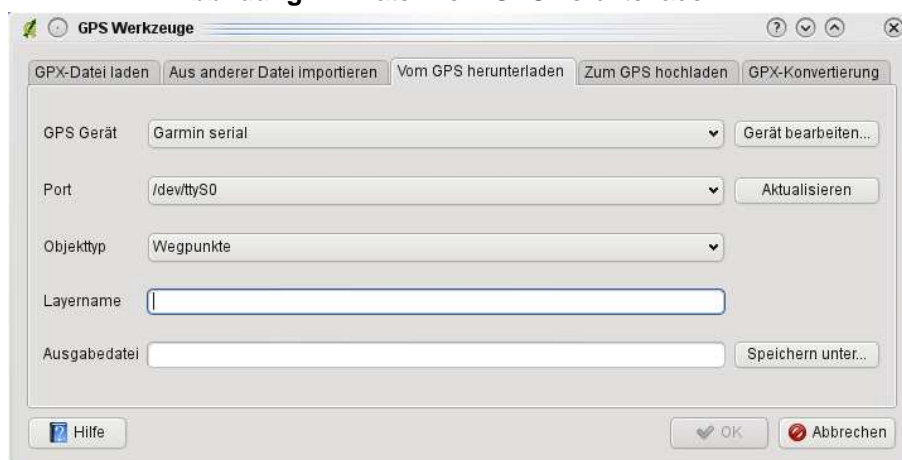 GPS Werkzeuge
GPX-Datei laden
Aus anderer Datei importieren
Vom GPS herunterladen
Zum GPS hochladen
GPX-Konvertierung
GPS Gerät
Garmin serial
Gerät bearbeiten...
Port
/dev/ttyS0
Aktualisieren
Objekttyp
Wegpunkte
Layername
Ausgabedatei
Speichern unter...
Hilfe
OK
Abbrechen